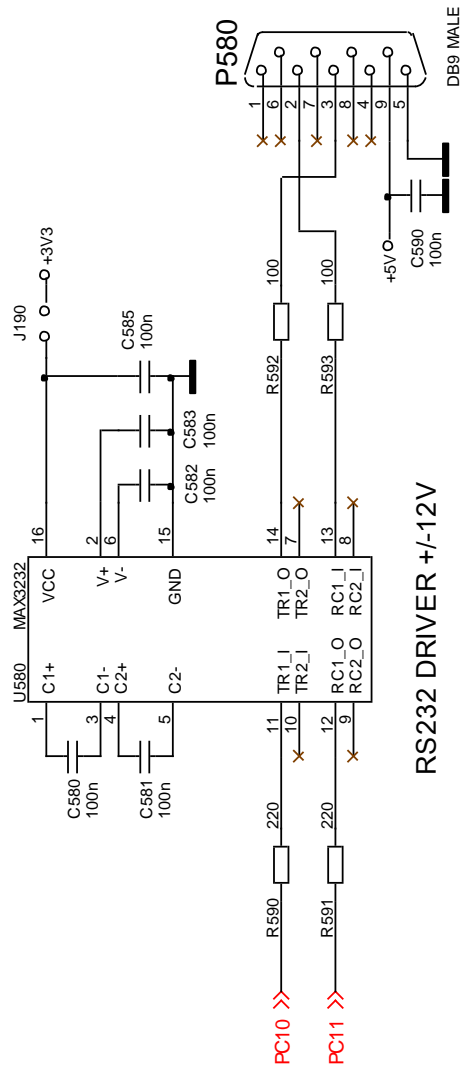 P580
DB9 MALE
1
6
2
7
3
8
4
9
5
+5V
C590
100n
+3V3
J190
C585
100n
C583
100n
C582
100n
R592
100
R593
100
16
2
6
15
14
7
13
8
MAX3232
U580
VCC
V+
V-
GND
TR1_O
TR2_O
RC1_I
RC2_I
C1+
C1-
C2+
C2-
TR1_I
TR2_I
RC1_O
RC2_O
1
3
4
5
11
10
12
9
C580
100n
C581
100n
R590
220
R591
220
PC10
PC11
RS232 DRIVER +/-12V